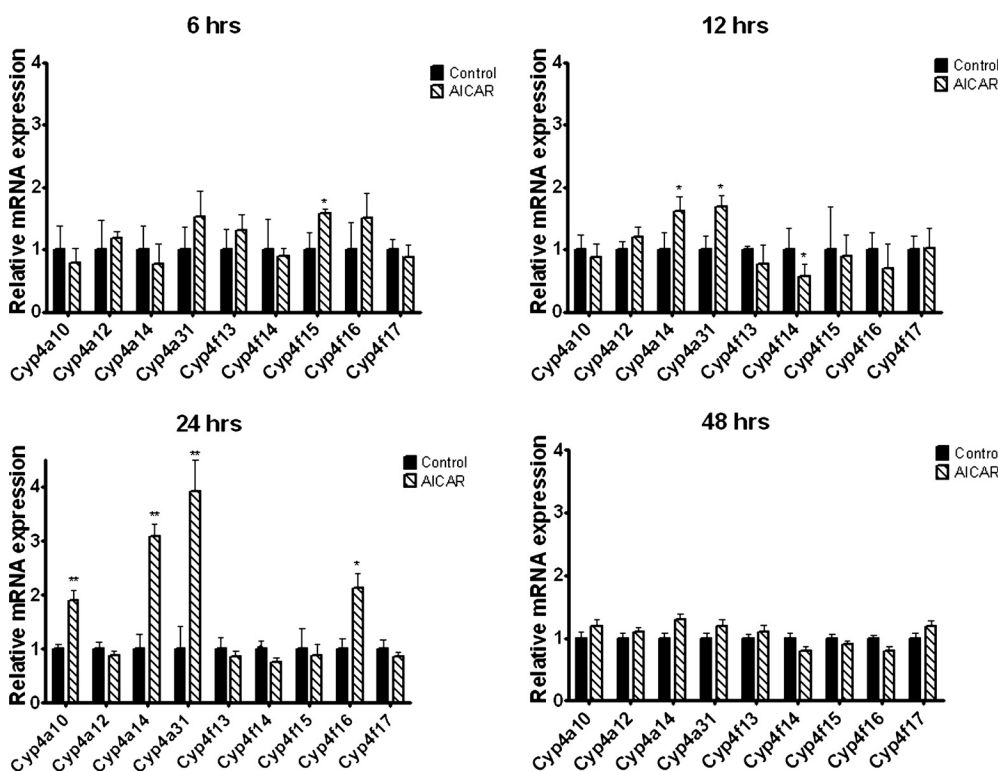 6 hrs
Relative mRNA expression
4
3
2
1
0
Control
AICAR
*
Cyp4a10
Cyp4a12
Cyp4a14
Cyp4a31
Cyp4f13
Cyp4f14
Cyp4f15
Cyp4f16
Cyp4f17
12 hrs
Relative mRNA expression
4
3
2
1
0
Control
AICAR
*
*
*
Cyp4a10
Cyp4a12
Cyp4a14
Cyp4a31
Cyp4f13
Cyp4f14
Cyp4f15
Cyp4f16
Cyp4f17
24 hrs
Relative mRNA expression
4
3
2
1
0
Control
AICAR
**
**
**
*
Cyp4a10
Cyp4a12
Cyp4a14
Cyp4a31
Cyp4f13
Cyp4f14
Cyp4f15
Cyp4f16
Cyp4f17
48 hrs
Relative mRNA expression
4
3
2
1
0
Control
AICAR
Cyp4a10
Cyp4a12
Cyp4a14
Cyp4a31
Cyp4f13
Cyp4f14
Cyp4f15
Cyp4f16
Cyp4f17